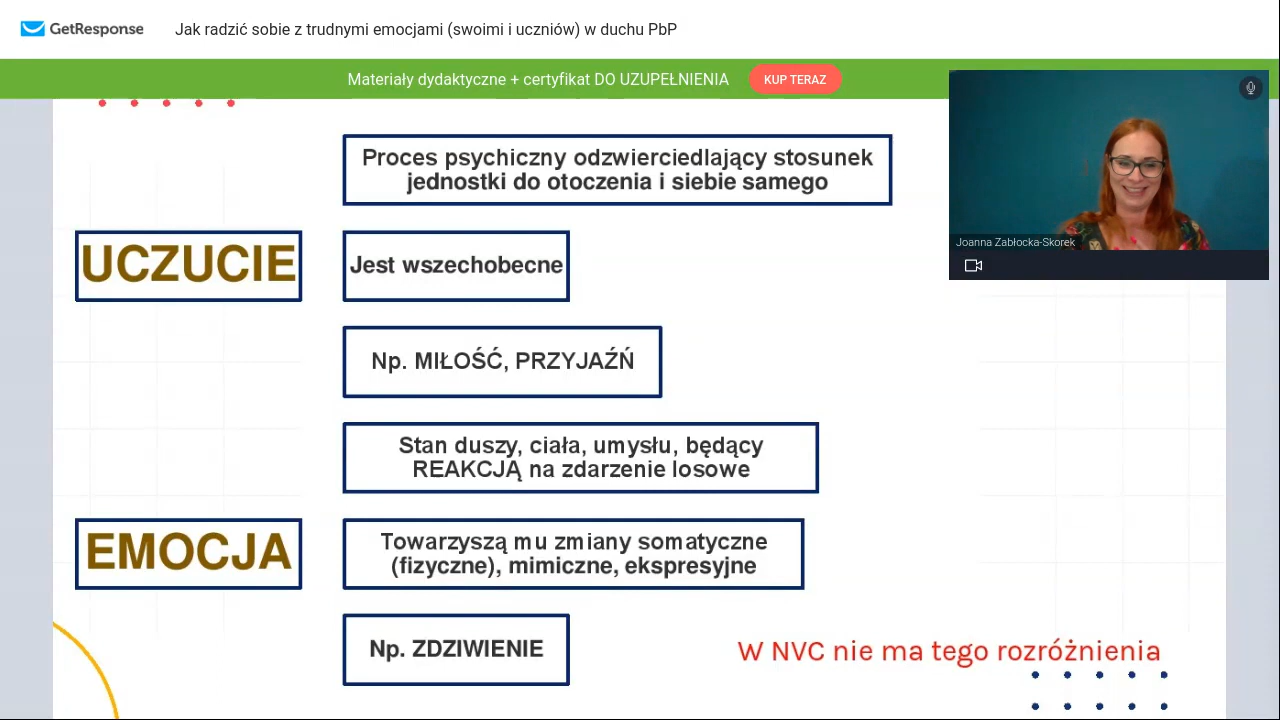 GetResponse
Jak radzić sobie z trudnymi emocjami (swoimi i uczniów) w duchu PbP
Materiały dydaktyczne + certyfikat DO UZUPEŁNIENIA
KUP TERAZ
Joanna Zabłocka-Skorek
Proces psychiczny odzwierciedlający stosunek
jednostki do otoczenia i siebie samego
UCZUCIE
Jest wszechobecne
Np. MIŁOŚĆ, PRZYJAŹŃ
Stan duszy, ciała, umysłu, będący
REAKCJĄ na zdarzenie losowe
EMOCJA
Towarzyszą mu zmiany somatyczne
(fizyczne), mimiczne, ekspresyjne
Np. ZDZIWIENIE
W NVC nie ma tego rozróżnienia